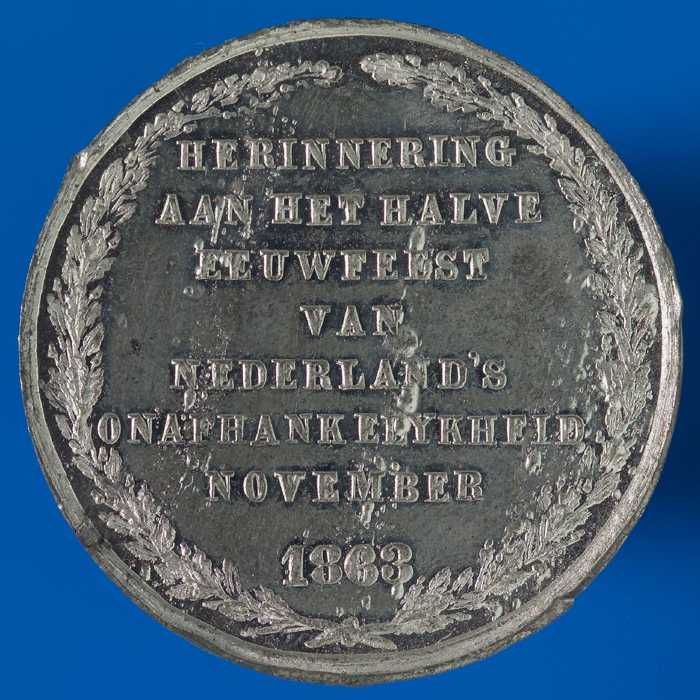 HERINNERING
AAN HET HALVE
EEUWFEEST
VAN
NEDERLAND'S
ONAFHANKELYKHEID
NOVEMBER
1863